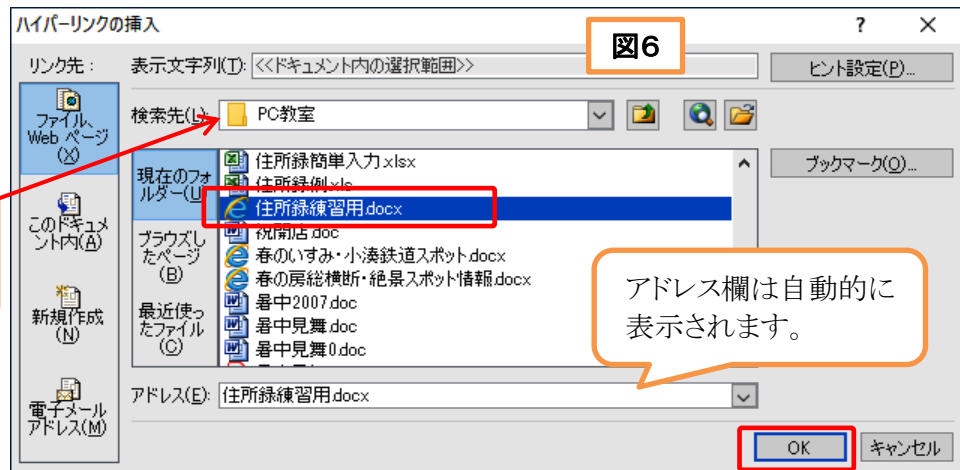 ハイパーリンクの挿入
? ×
図６
リンク先：
表示文字列(T): <<ドキュメント内の選択範囲>>
ヒント設定(P)...
ファイル、
Web ページ
(X)
このドキュメ
ント内(A)
新規作成
(N)
電子メール
アドレス(M)
検索先(L):
PC教室
現在のフォ
ルダー(U)
ブラウズし
たページ
(B)
最近使っ
たファイル
(C)
住所録簡単入力.xlsx
住所録例.xls
住所録練習用.docx
祝開店.doc
春のいすみ・小湊鉄道スポット.docx
春の房総横断・絶景スポット情報.docx
暑中2007.doc
暑中見舞.doc
暑中見舞0.doc
ブックマーク(O)...
アドレス欄は自動的に
表示されます。
アドレス(E): 住所録練習用.docx
OK
キャンセル